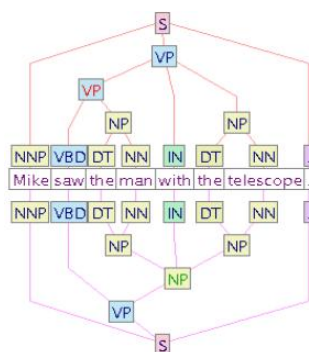 S
VP
VP
NP NP
NNP VBD DT NN IN DT NN
Mike saw the man with the telescope
NNP VBD DT NN IN DT NN
NP NP
NP
VP
S